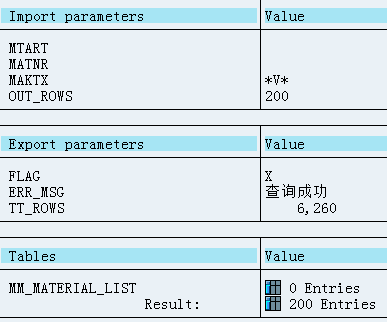 Import parameters Value
MTART
MATNR
MAKTX *V*
OUT_ROWS 200
Export parameters Value
FLAG X
ERR_MSG 查询成功
TT_ROWS 6,260
Tables Value
MM_MATERIAL_LIST 0 Entries
Result: 200 Entries